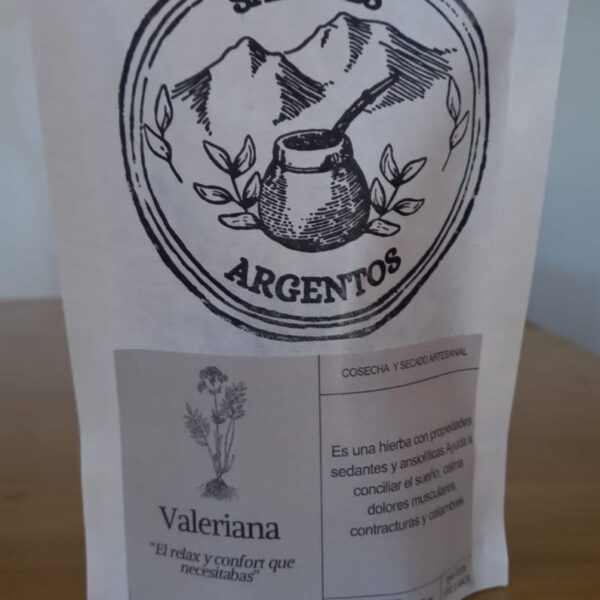 ARGENTOS
COSECHA Y SECADO ARTESANAL
Es una hierba con propiedades
sedantes y ansiolíticas Ayuda a
conciliar el sueño, calma
dolores musculares,
contracturas y calambres
Valeriana
"El relax y confort que
necesitabas"